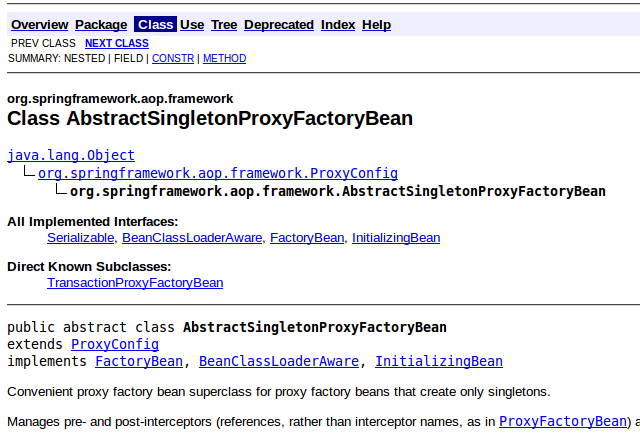 Overview Package Class Use Tree Deprecated Index Help
PREV CLASS NEXT CLASS
SUMMARY: NESTED | FIELD | CONSTR | METHOD
org.springframework.aop.framework
Class AbstractSingletonProxyFactoryBean
java.lang.Object
org.springframework.aop.framework.ProxyConfig
org.springframework.aop.framework.AbstractSingletonProxyFactoryBean
All Implemented Interfaces:
Serializable, BeanClassLoaderAware, FactoryBean, InitializingBean
Direct Known Subclasses:
TransactionProxyFactoryBean
public abstract class AbstractSingletonProxyFactoryBean
extends ProxyConfig
implements FactoryBean, BeanClassLoaderAware, InitializingBean
Convenient proxy factory bean superclass for proxy factory beans that create only singletons.
Manages pre- and post-interceptors (references, rather than interceptor names, as in ProxyFactoryBean)